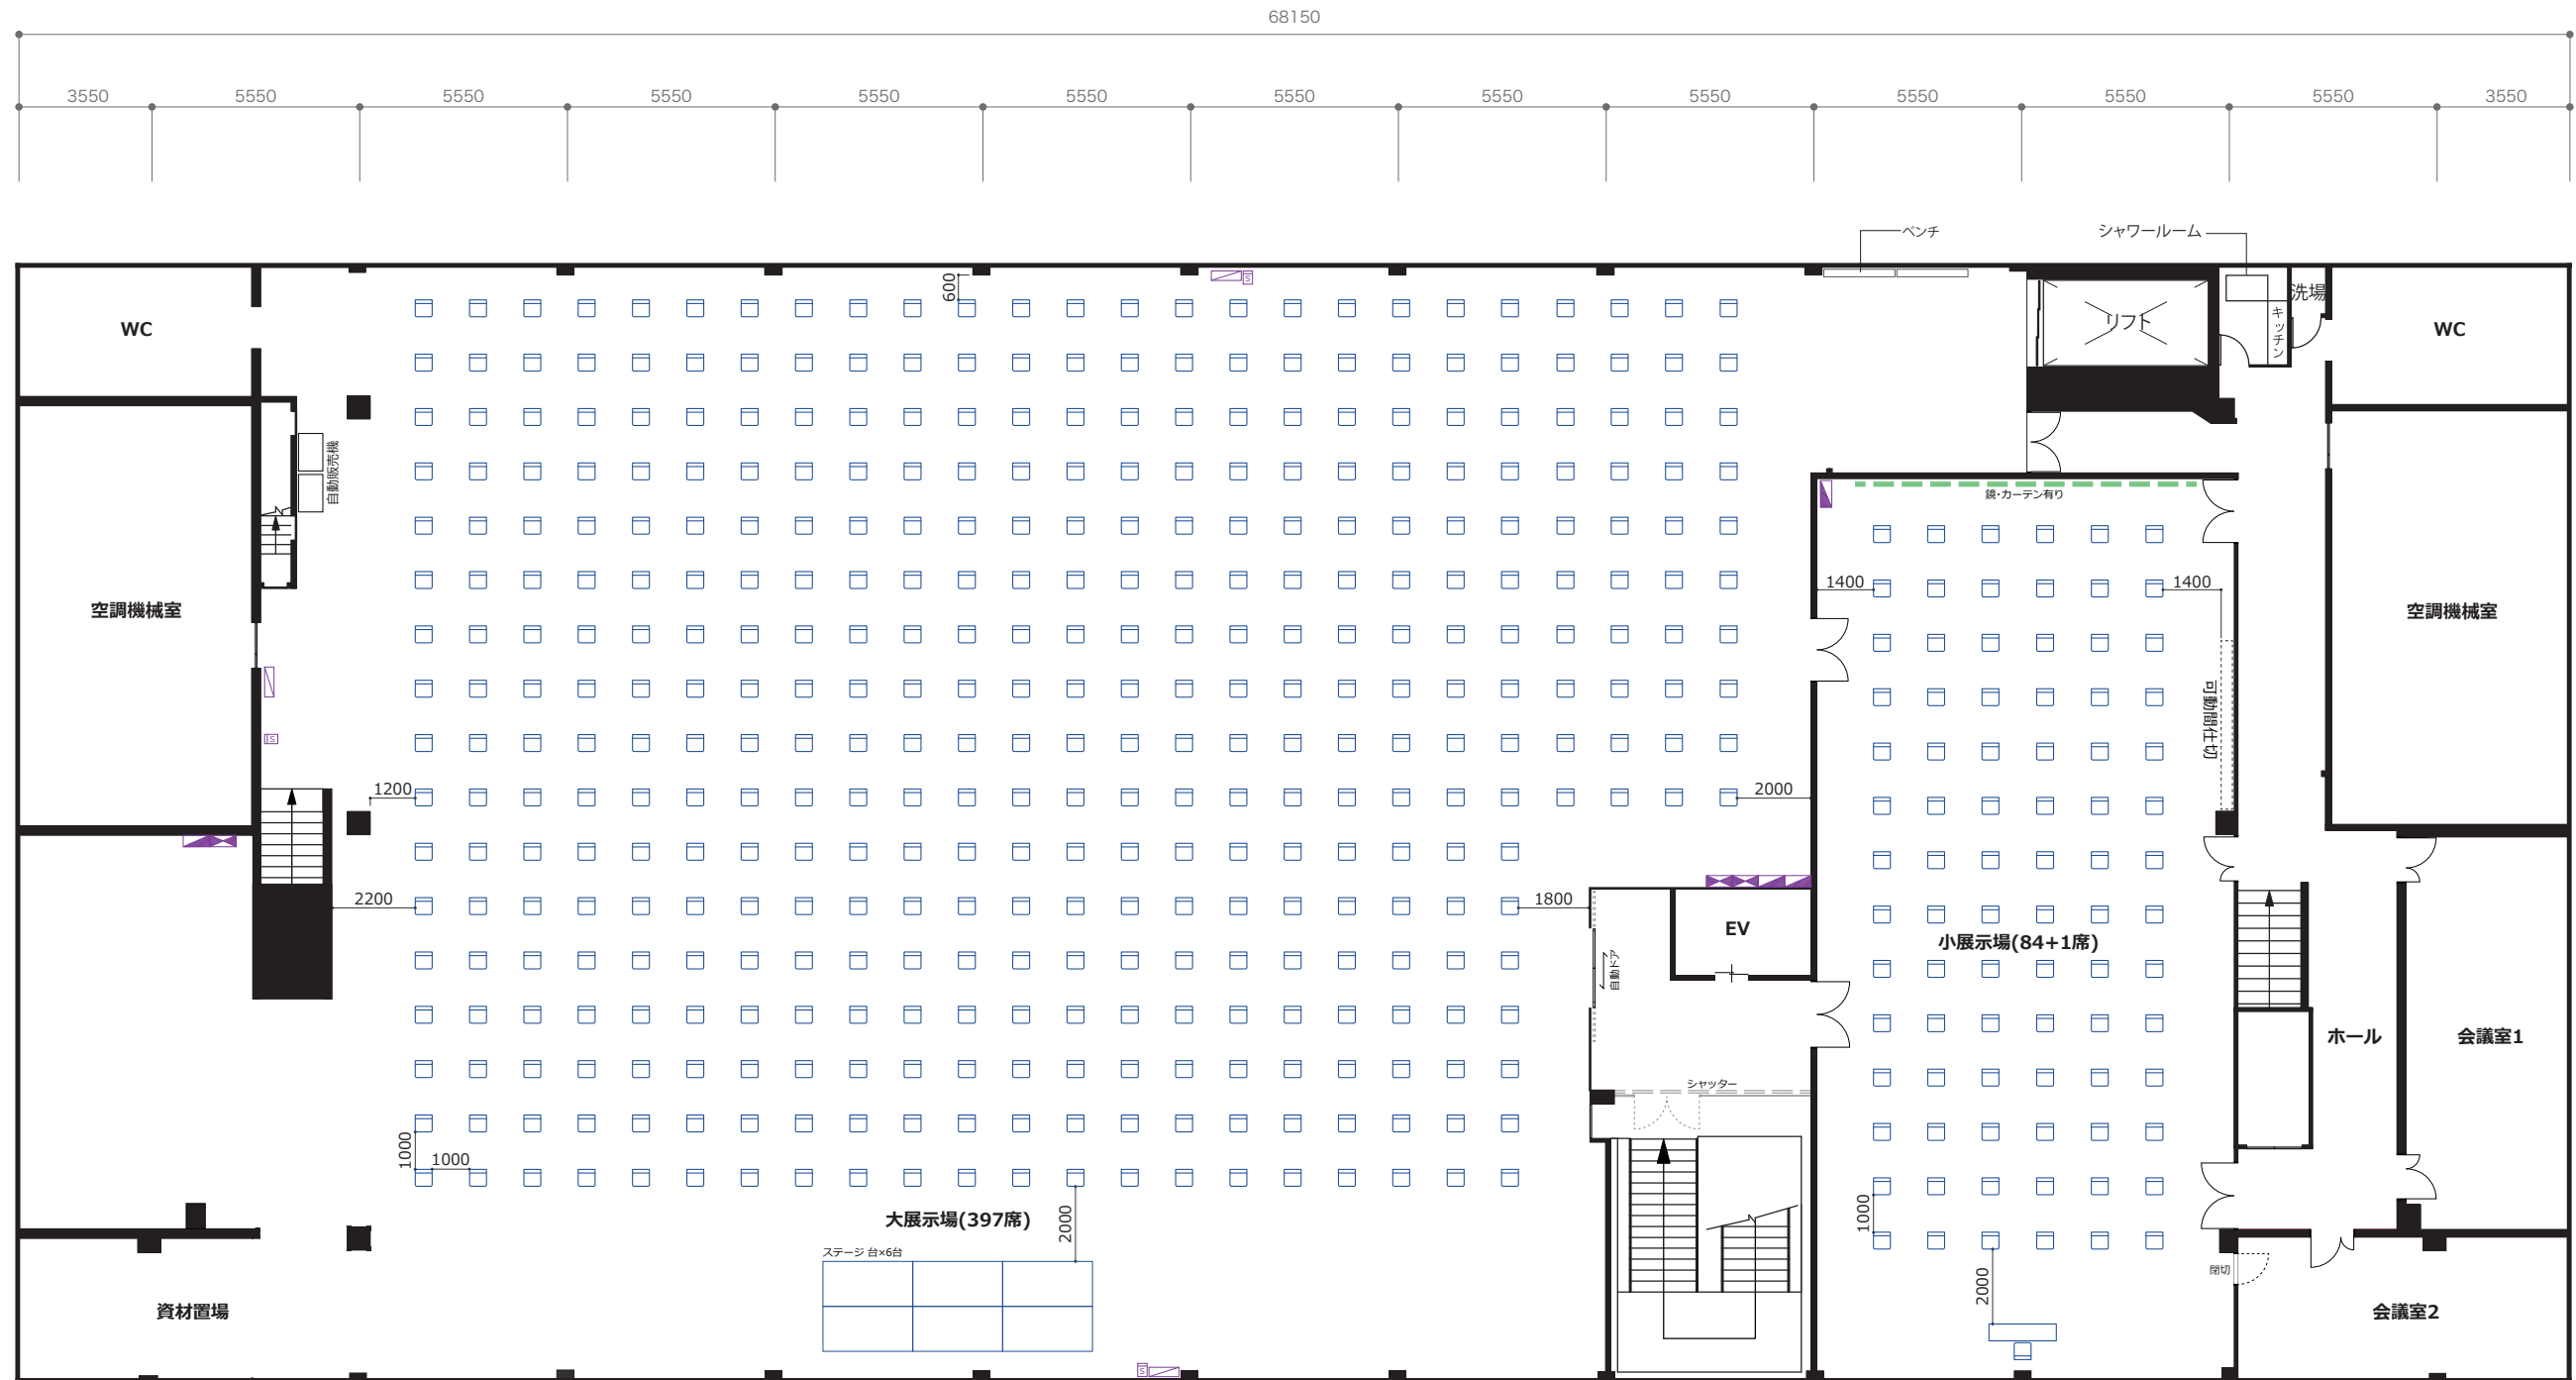 68150
3550 5550 5550 5550 5550 5550 5550 5550 5550 5550 5550 5550 3550
ベンチ
シャワールーム
600
S
洗場
キッチン
リフト
WC
WC
自動販売機
鏡・カーテン有り
1400
1400
空調機械室
空調機械室
可動間仕切
S
1200
2000
2200
1800
EV
小展示場(84+1席)
自動ドア
ホール
会議室1
シャッター
1000
1000
大展示場(397席)
2000
1000
ステージ 台×6台
閉切
2000
資材置場
会議室2
S